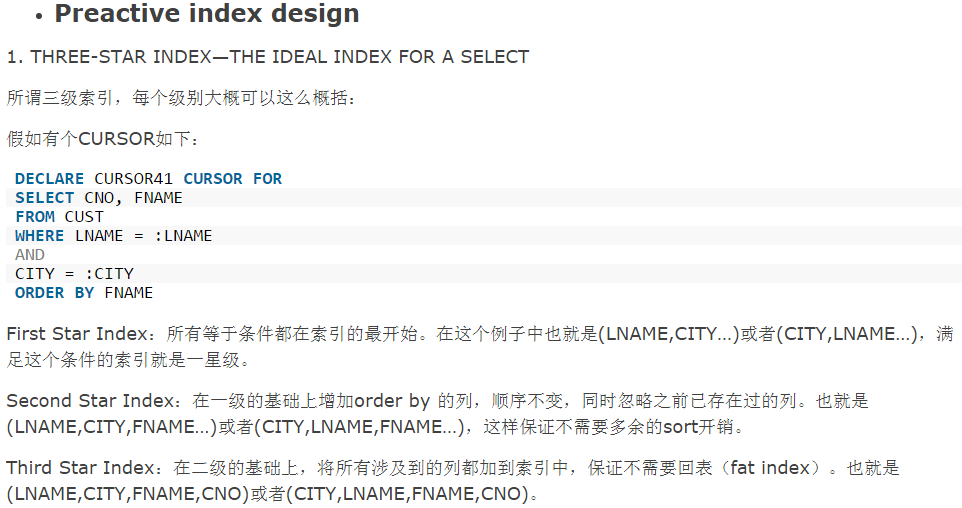 • Preactive index design
1. THREE-STAR INDEX—THE IDEAL INDEX FOR A SELECT
所谓三级索引，每个级别大概可以这么概括：
假如有个CURSOR如下：
DECLARE CURSOR41 CURSOR FOR
SELECT CNO, FNAME
FROM CUST
WHERE LNAME = :LNAME
AND
CITY = :CITY
ORDER BY FNAME
First Star Index：所有等于条件都在索引的最开始。在这个例子中也就是(LNAME,CITY…)或者(CITY,LNAME…)，满
足这个条件的索引就是一星级。
Second Star Index：在一级的基础上增加order by 的列，顺序不变，同时忽略之前已存在过的列。也就是
(LNAME,CITY,FNAME…)或者(CITY,LNAME,FNAME…)，这样保证不需要多余的sort开销。
Third Star Index：在二级的基础上，将所有涉及到的列都加到索引中，保证不需要回表（fat index）。也就是
(LNAME,CITY,FNAME,CNO)或者(CITY,LNAME,FNAME,CNO)。